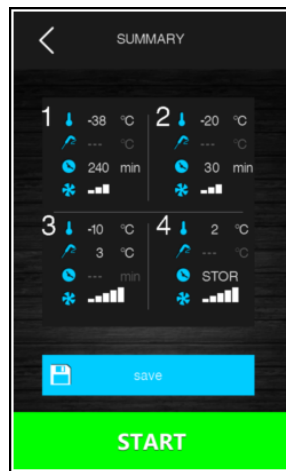 SUMMARY
1 -38 °C 2 -20 °C
--- °C --- °C
240 min 30 min
3 -10 °C 4 2 °C
3 °C --- °C
--- min STOR
save
START